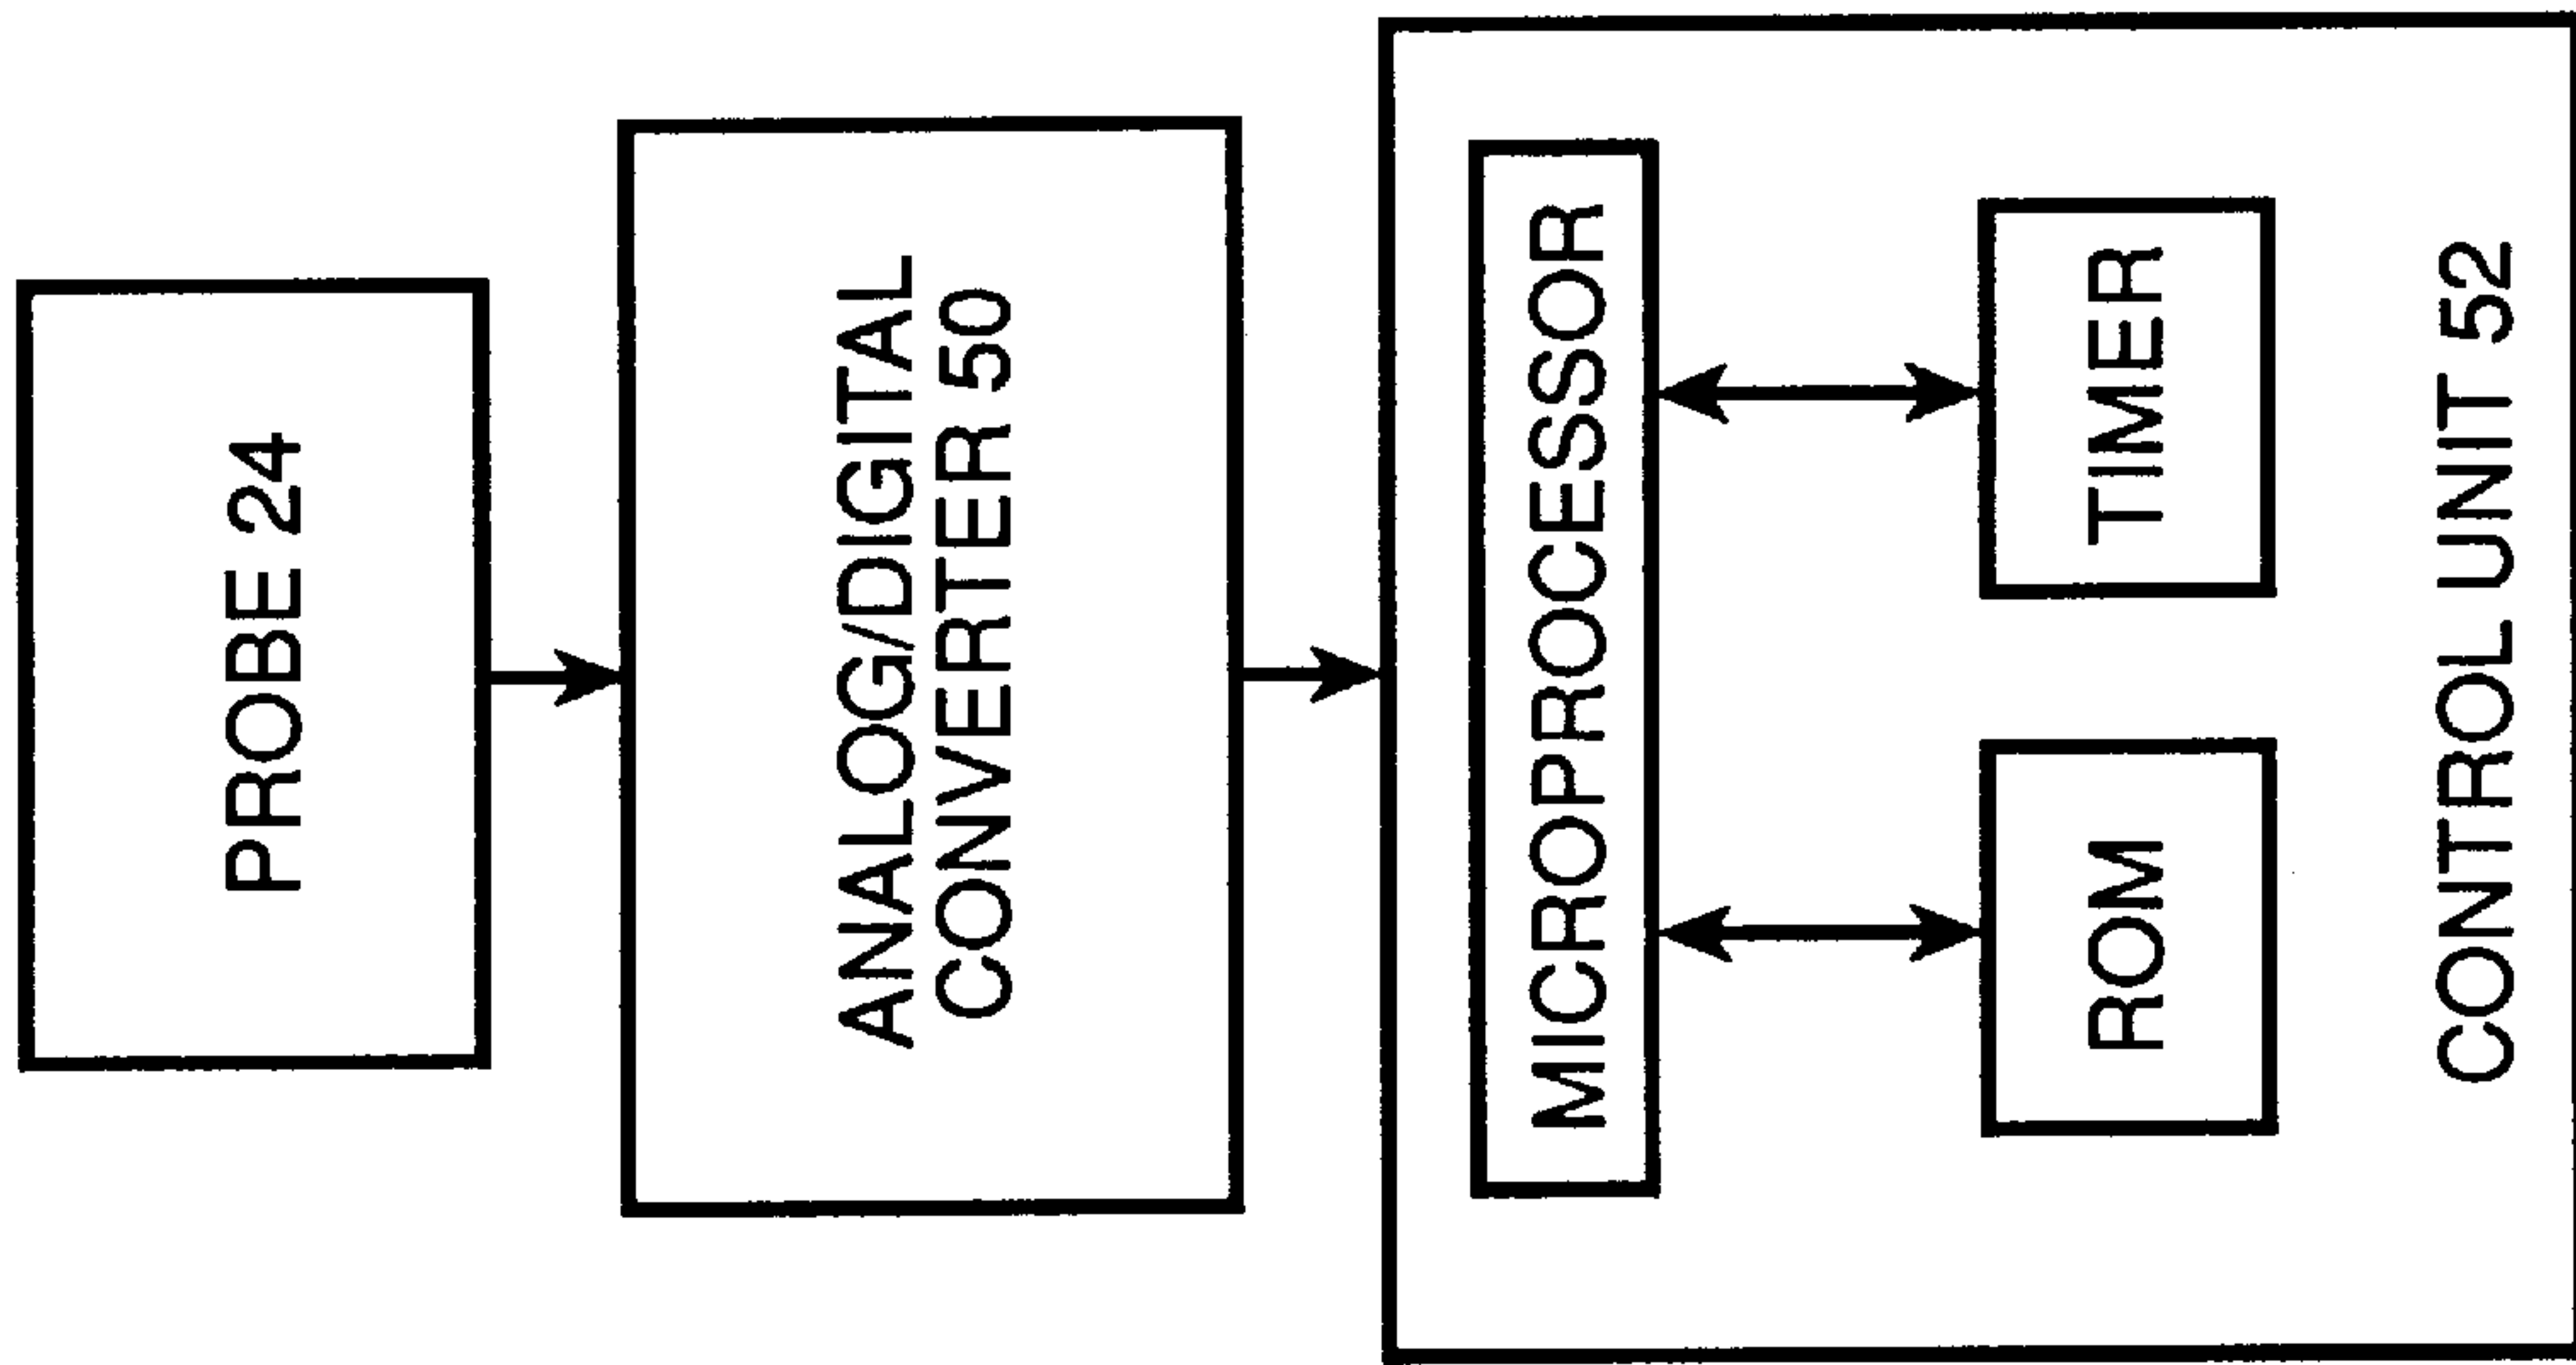 PROBE 24
ANALOG/DIGITAL
CONVERTER 50
MICROPROCESSOR
ROM
TIMER
CONTROL UNIT 52